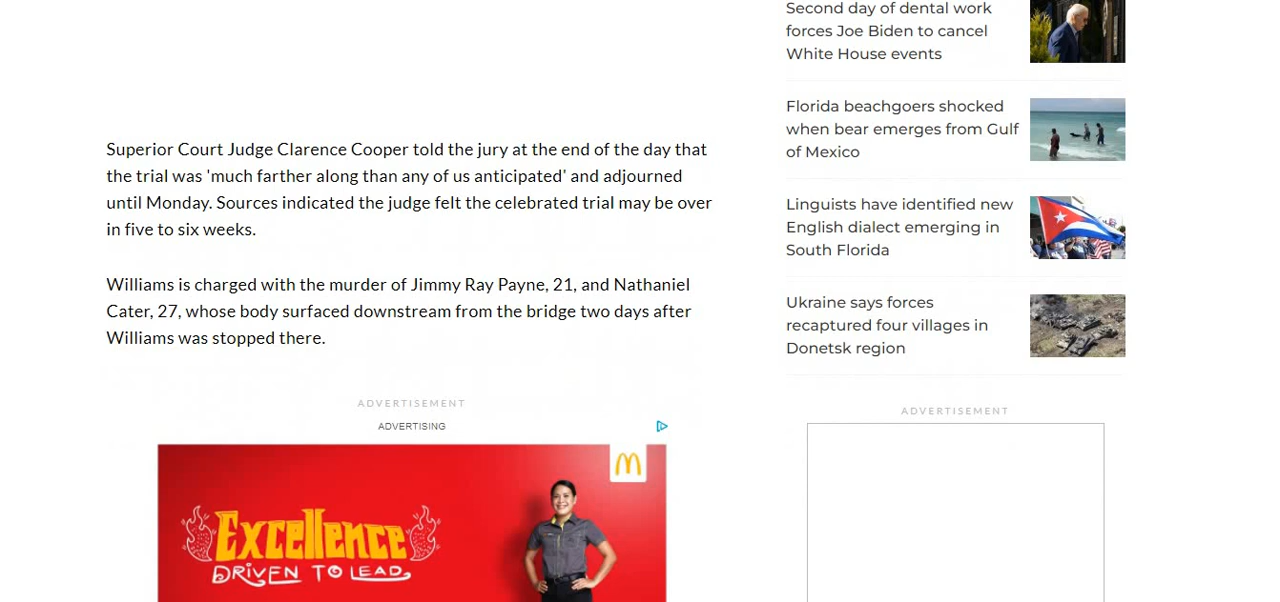 Superior Court Judge Clarence Cooper told the jury at the end of the day that
the trial was 'much farther along than any of us anticipated' and adjourned
until Monday. Sources indicated the judge felt the celebrated trial may be over
in five to six weeks.
Williams is charged with the murder of Jimmy Ray Payne, 21, and Nathaniel
Cater, 27, whose body surfaced downstream from the bridge two days after
Williams was stopped there.
ADVERTISEMENT
ADVERTISING
EXCELLENCE
DRIVEN TO LEAD
Second day of dental work
forces Joe Biden to cancel
White House events
Florida beachgoers shocked
when bear emerges from Gulf
of Mexico
Linguists have identified new
English dialect emerging in
South Florida
Ukraine says forces
recaptured four villages in
Donetsk region
ADVERTISEMENT